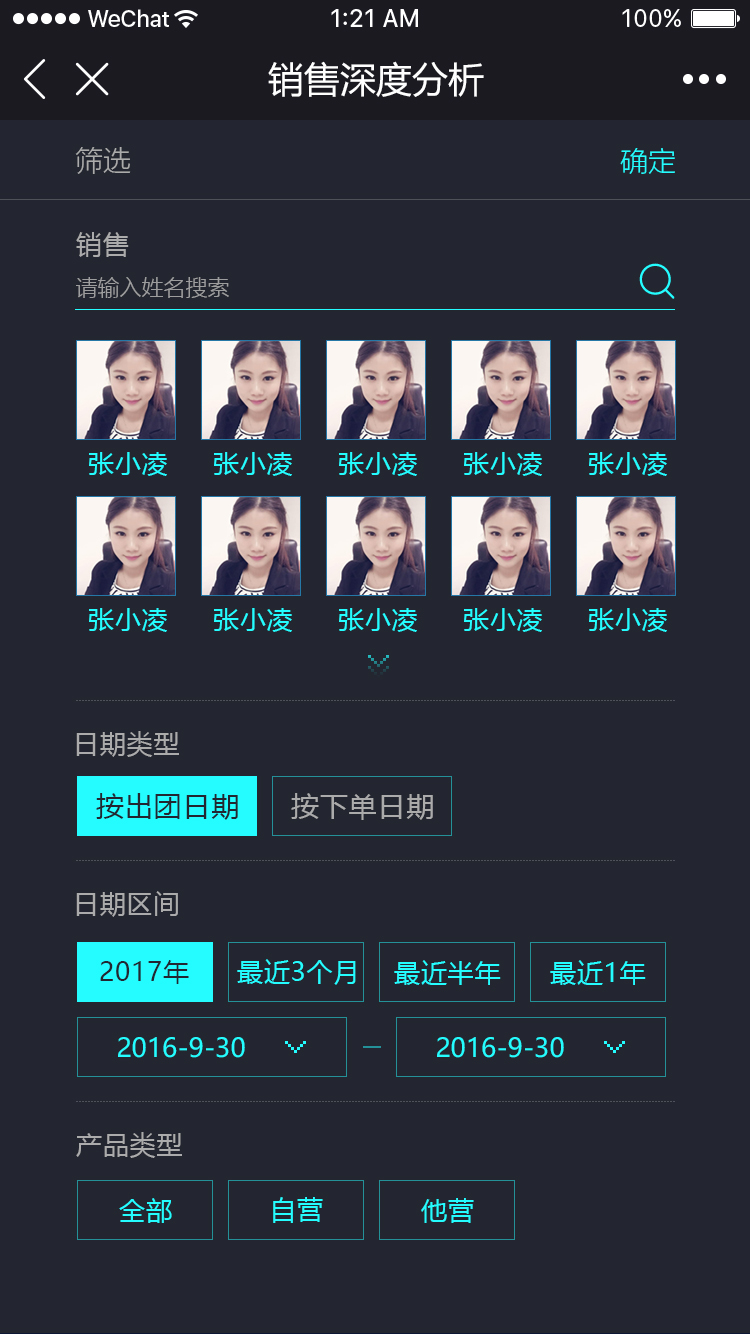 WeChat 1:21 AM 100%
销售深度分析
筛选 确定
销售
请输入姓名搜索
张小凌 张小凌 张小凌 张小凌 张小凌
张小凌 张小凌 张小凌 张小凌 张小凌
日期类型
按出团日期 按下单日期
日期区间
2017年 最近3个月 最近半年 最近1年
2016-9-30 – 2016-9-30
产品类型
全部 自营 他营